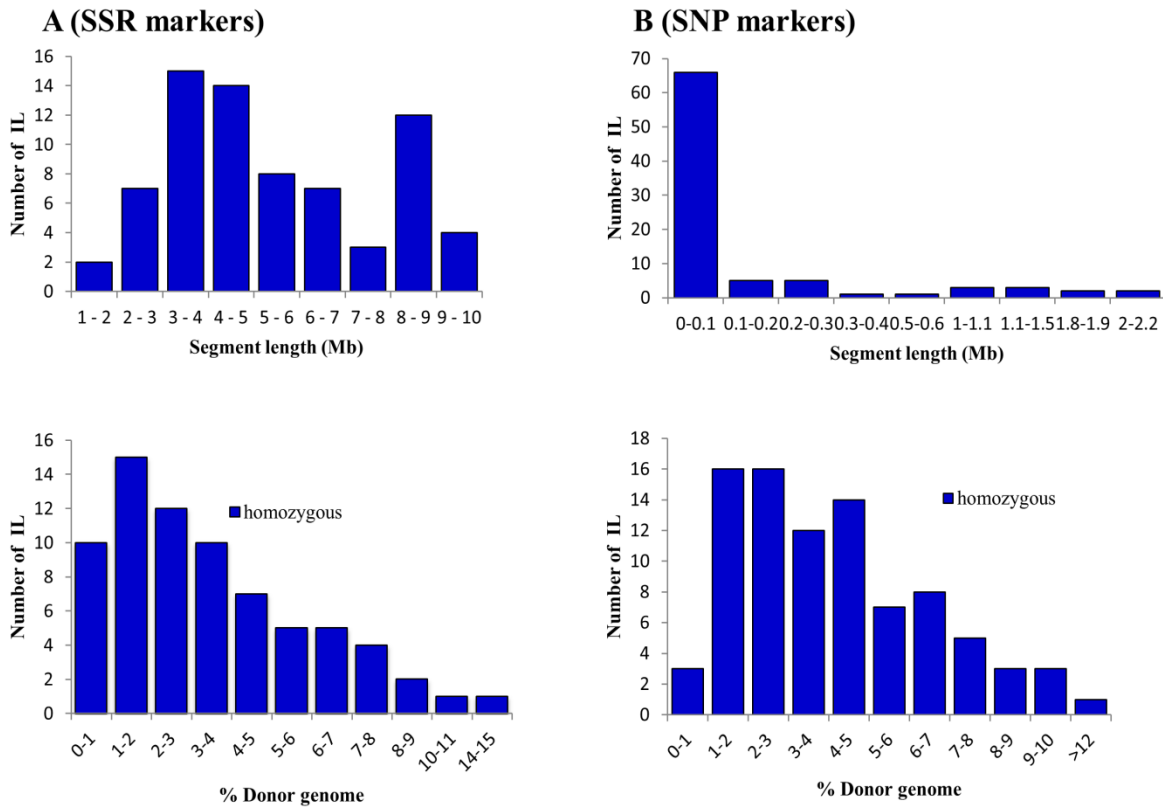 A (SSR markers)
16
14
12
10
8
6
4
2
0
Number of IL
1 - 2 2 - 3 3 - 4 4 - 5 5 - 6 6 - 7 7 - 8 8 - 9 9 - 10
Segment length (Mb)
B (SNP markers)
70
60
50
40
30
20
10
0
Number of IL
0-0.1 0.1-0.2 0.2-0.3 0.3-0.4 0.5-0.6 1-1.1 1.1-1.5 1.8-1.9 2-2.2
Segment length (Mb)
16
14
12
10
8
6
4
2
0
Number of IL
homozygous
0-1 1-2 2-3 3-4 4-5 5-6 6-7 7-8 8-9 10-11 14-15
% Donor genome
18
16
14
12
10
8
6
4
2
0
Number of IL
homozygous
0-1 1-2 2-3 3-4 4-5 5-6 6-7 7-8 8-9 9-10 >12
% Donor genome